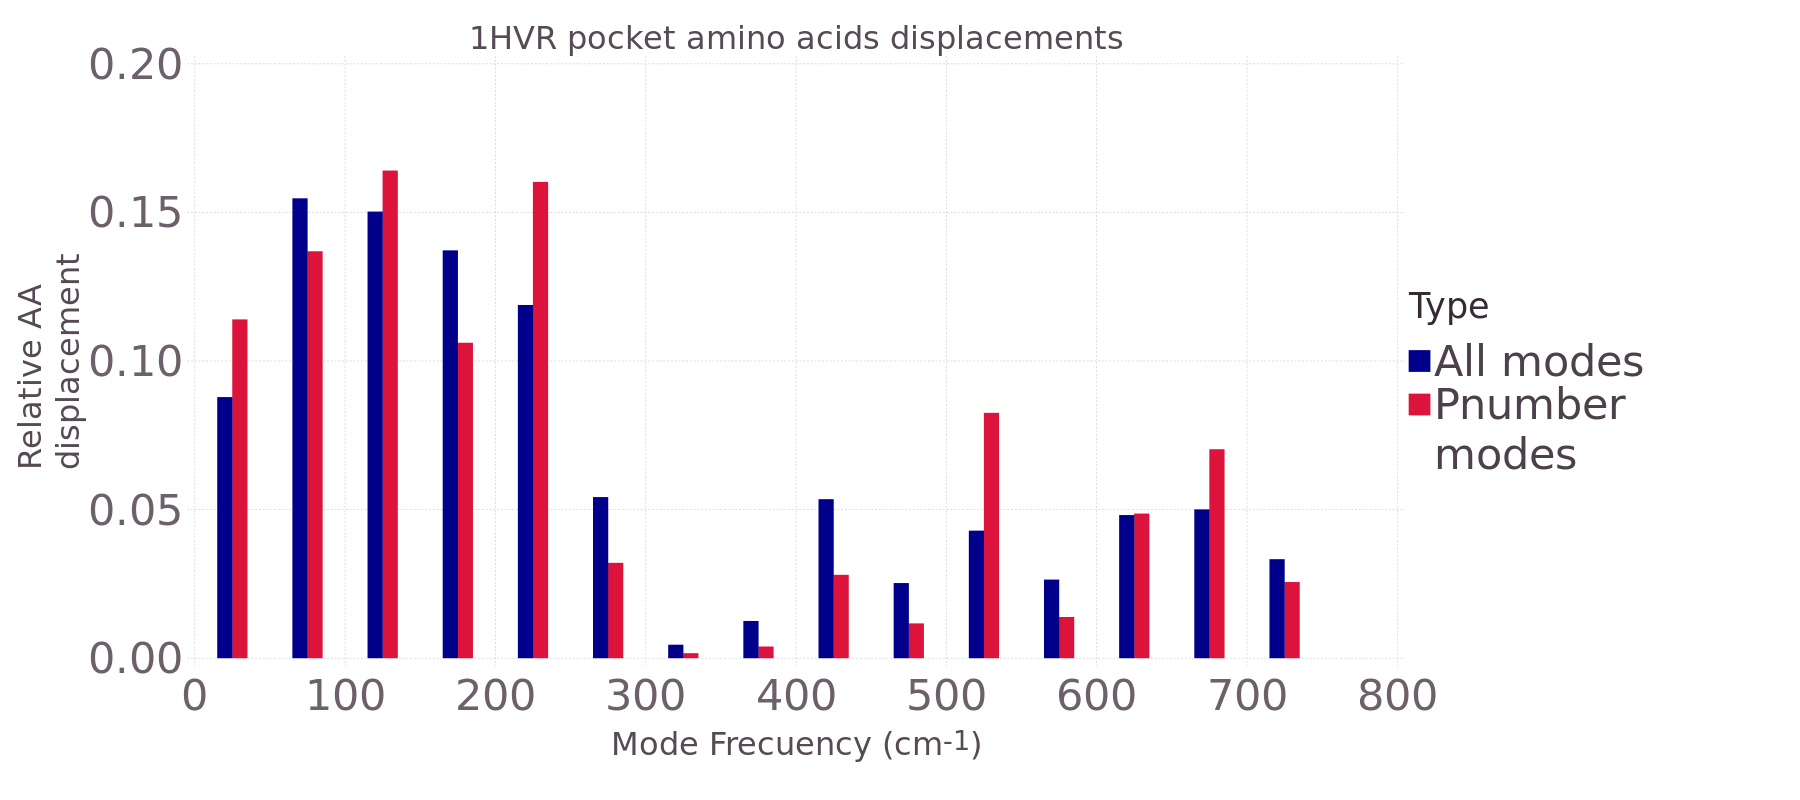 1HVR pocket amino acids displacements
0.20
0.15
0.10
0.05
0.00
Relative AA
displacement
0 100 200 300 400 500 600 700 800
Mode Frecuency (cm-1)
Type
All modes
Pnumber
modes